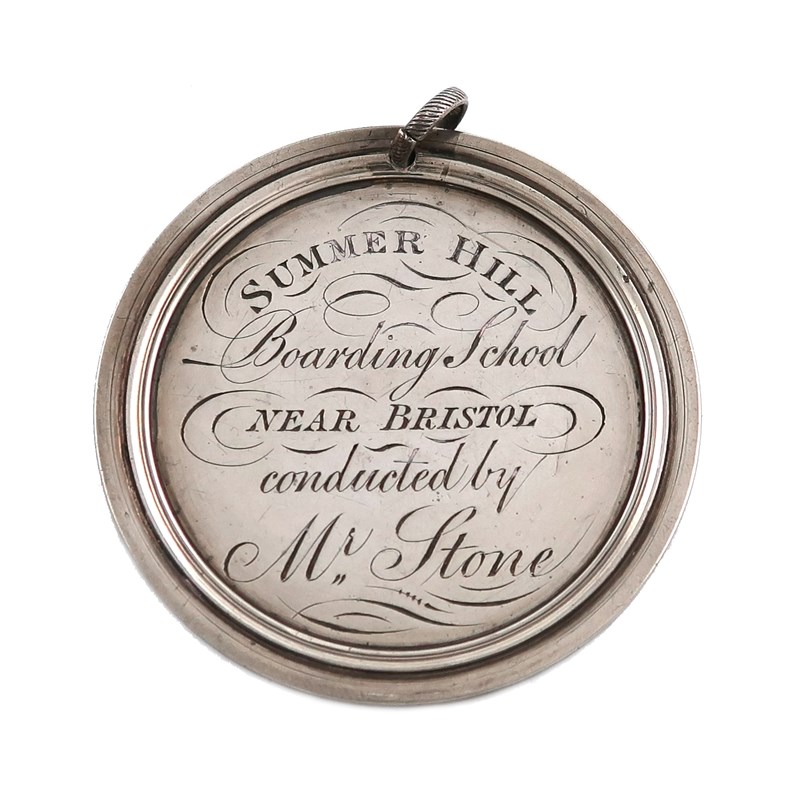 SUMMER HILL
Boarding School
NEAR BRISTOL
conducted by
Mr Stone